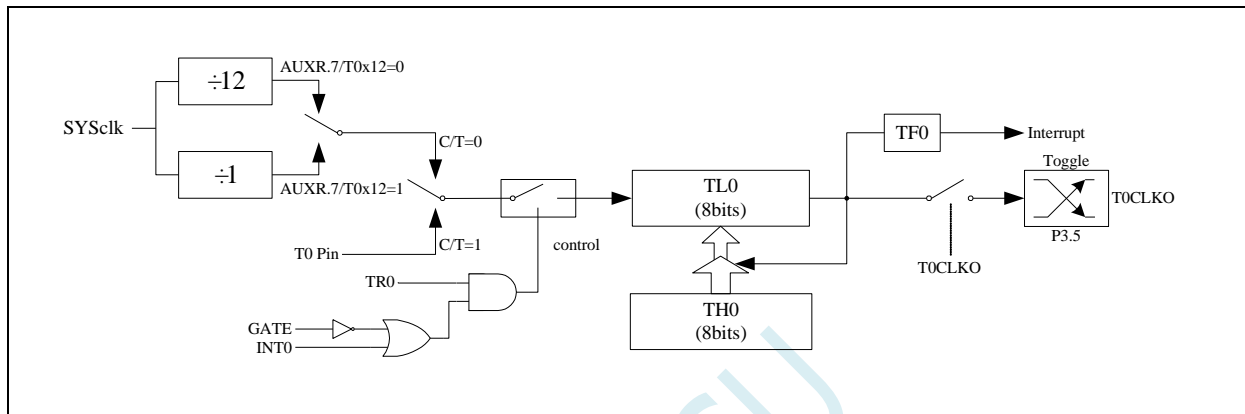 ÷12
AUXR.7/T0x12=0
SYSclk
÷1
AUXR.7/T0x12=1
C/T=0
C/T=1
T0 Pin
control
TR0
GATE
INT0
TL0
(8bits)
TH0
(8bits)
TF0
Interrupt
Toggle
T0CLKO
P3.5
T0CLKO